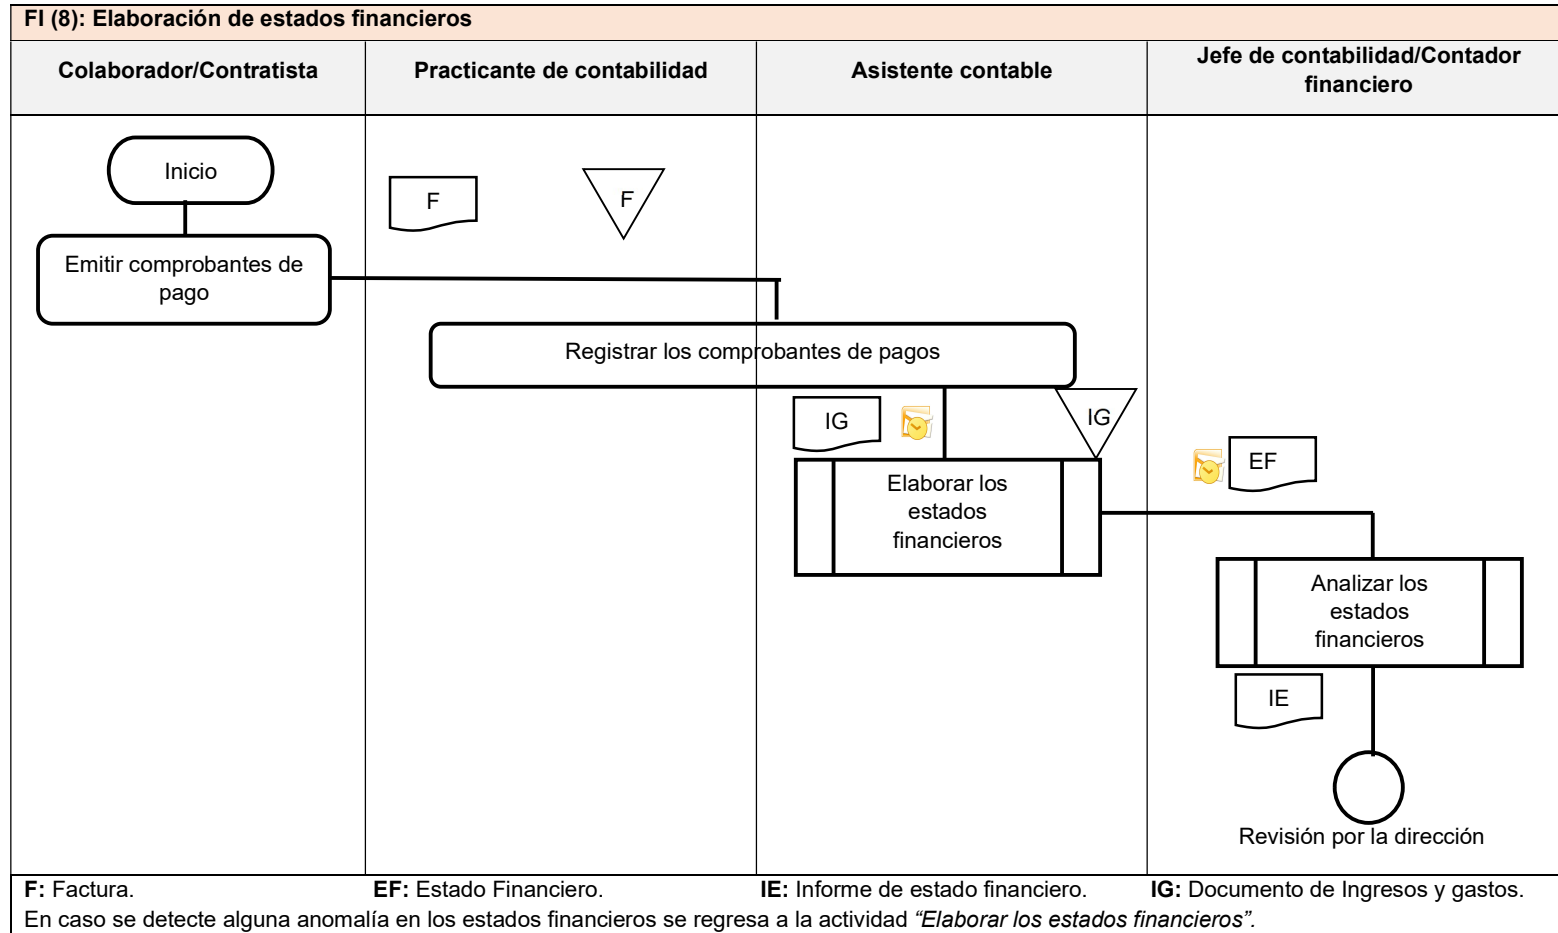 FI (8): Elaboración de estados financieros
Colaborador/Contratista
Practicante de contabilidad
Asistente contable
Jefe de contabilidad/Contador
financiero
Inicio
F
F
Emitir comprobantes de
pago
Registrar los comprobantes de pagos
IG
IG
EF
Elaborar los
estados
financieros
Analizar los
estados
financieros
IE
Revisión por la dirección
F: Factura. EF: Estado Financiero. IE: Informe de estado financiero. IG: Documento de Ingresos y gastos.
En caso se detecte alguna anomalía en los estados financieros se regresa a la actividad “Elaborar los estados financieros”.